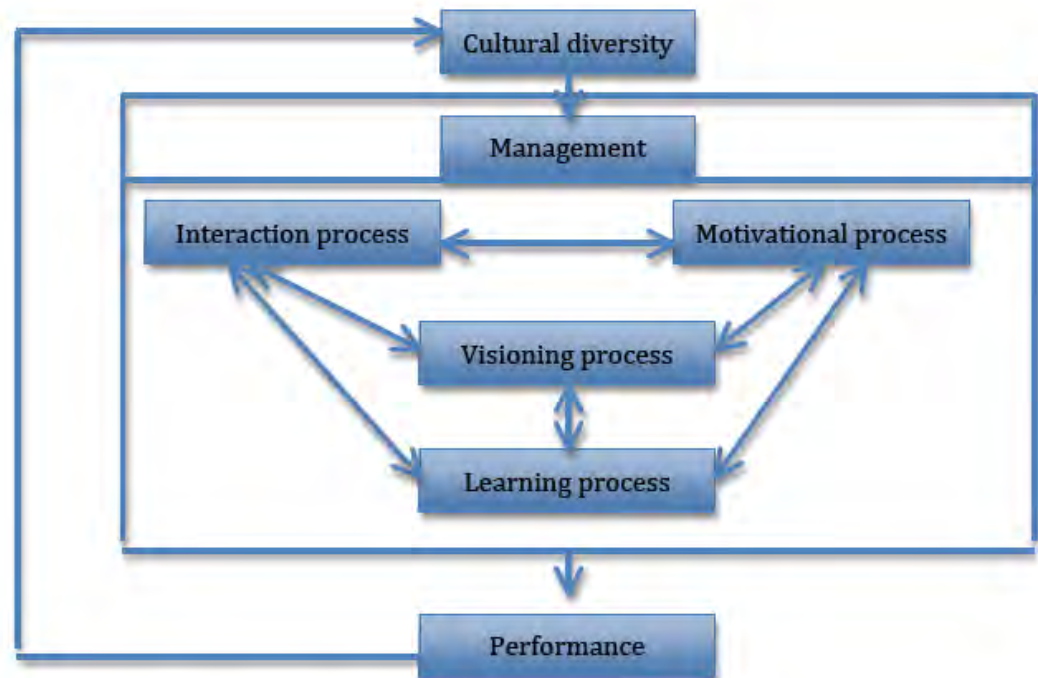 Cultural diversity
Management
Interaction process
Motivational process
Visioning process
Learning process
Performance